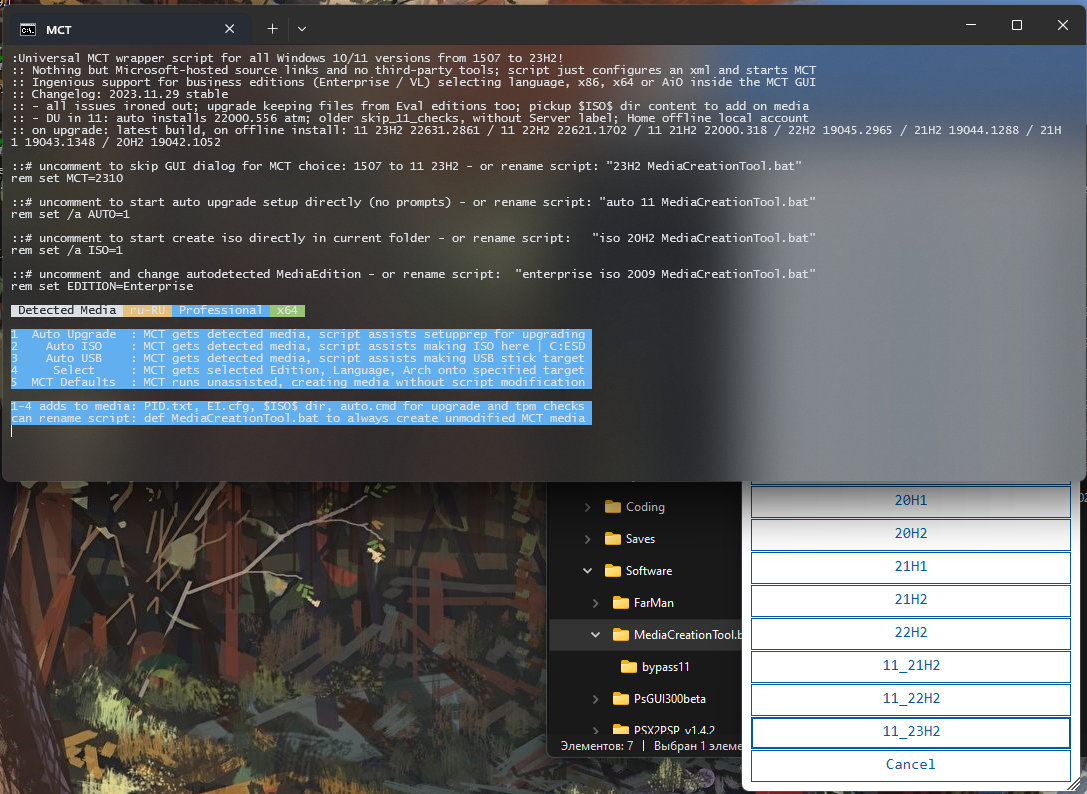 MCT
:Universal MCT wrapper script for all Windows 10/11 versions from 1507 to 23H2!
:: Nothing but Microsoft-hosted source links and no third-party tools; script just configures an xml and starts MCT
:: Ingenious support for business editions (Enterprise / VL) selecting language, x86, x64 or AiO inside the MCT GUI
:: Changelog: 2023.11.29 stable
:: - all issues ironed out; upgrade keeping files from Eval editions too; pickup $ISO$ dir content to add on media
:: - DU in 11: auto installs 22000.556 atm; older skip_11_checks, without Server label; Home offline local account
:: on upgrade: latest build, on offline install: 11 23H2 22631.2861 / 11 22H2 22621.1702 / 11 21H2 22000.318 / 22H2 19045.2965 / 21H2 19044.1288 / 21H
1 19043.1348 / 20H2 19042.1052
::# uncomment to skip GUI dialog for MCT choice: 1507 to 11 23H2 - or rename script: "23H2 MediaCreationTool.bat"
rem set MCT=2310
::# uncomment to start auto upgrade setup directly (no prompts) - or rename script: "auto 11 MediaCreationTool.bat"
rem set /a AUTO=1
::# uncomment to start create iso directly in current folder - or rename script:   "iso 20H2 MediaCreationTool.bat"
rem set /a ISO=1
::# uncomment and change autodetected MediaEdition - or rename script:  "enterprise iso 2009 MediaCreationTool.bat"
rem set EDITION=Enterprise
Detected Media  ru-RU  Professional  x64
1  Auto Upgrade  : MCT gets detected media, script assists setupprep for upgrading
2    Auto ISO    : MCT gets detected media, script assists making ISO here | C:ESD
3    Auto USB    : MCT gets detected media, script assists making USB stick target
4     Select     : MCT gets selected Edition, Language, Arch onto specified target
5  MCT Defaults  : MCT runs unassisted, creating media without script modification
1-4 adds to media: PID.txt, EI.cfg, $ISO$ dir, auto.cmd for upgrade and tpm checks
can rename script: def MediaCreationTool.bat to always create unmodified MCT media
Coding
Saves
Software
FarMan
MediaCreationTool.b
bypass11
PsGUI300beta
PSX2PSP_v1.4.2
Элементов: 7 | Выбран 1 элеме
20H1
20H2
21H1
21H2
22H2
11_21H2
11_22H2
11_23H2
Cancel